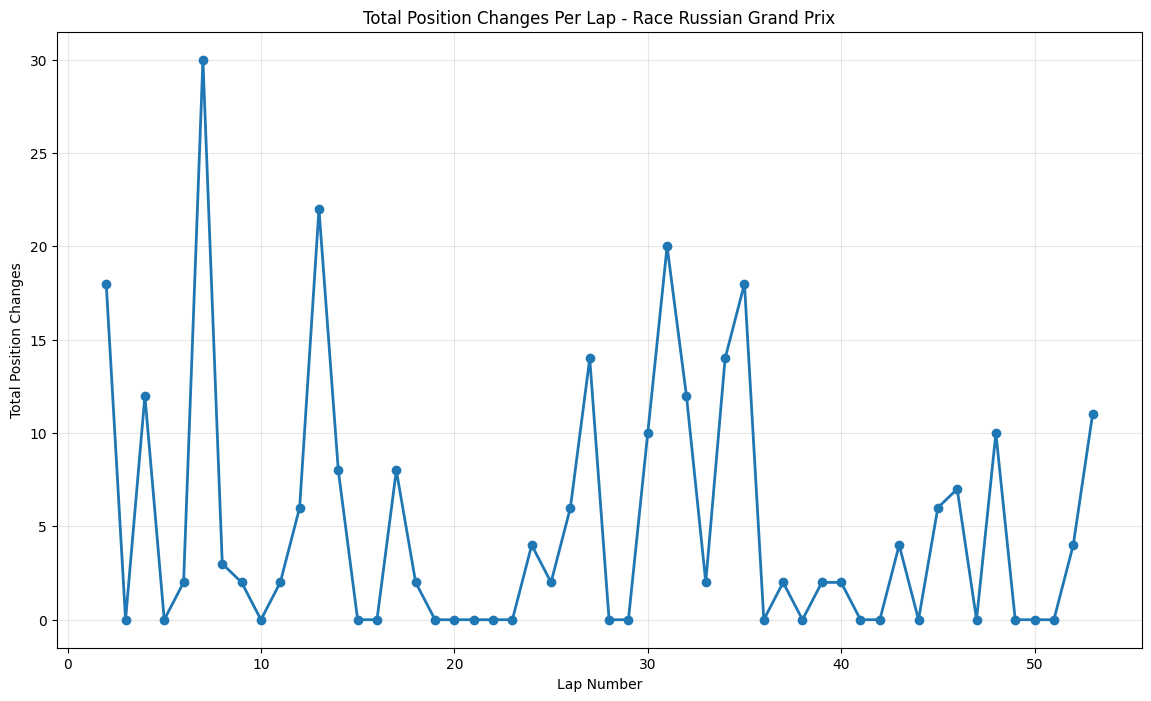 Total Position Changes Per Lap - Race Russian Grand Prix
30
25
20
15
10
5
0
Total Position Changes
0 10 20 30 40 50
Lap Number